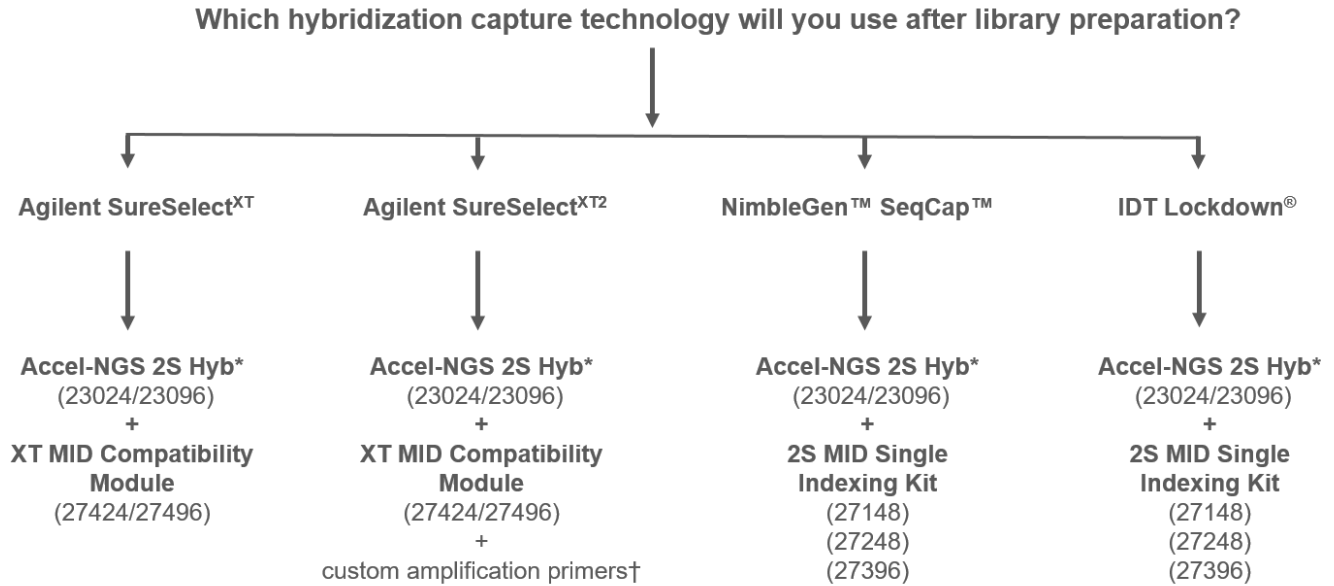 Which hybridization capture technology will you use after library preparation?
Agilent SureSelectXT
Agilent SureSelectXT2
NimbleGen™ SeqCap™
IDT Lockdown®
Accel-NGS 2S Hyb*
(23024/23096)
+
XT MID Compatibility
Module
(27424/27496)
Accel-NGS 2S Hyb*
(23024/23096)
+
XT MID Compatibility
Module
(27424/27496)
+
custom amplification primers†
Accel-NGS 2S Hyb*
(23024/23096)
+
2S MID Single
Indexing Kit
(27148)
(27248)
(27396)
Accel-NGS 2S Hyb*
(23024/23096)
+
2S MID Single
Indexing Kit
(27148)
(27248)
(27396)